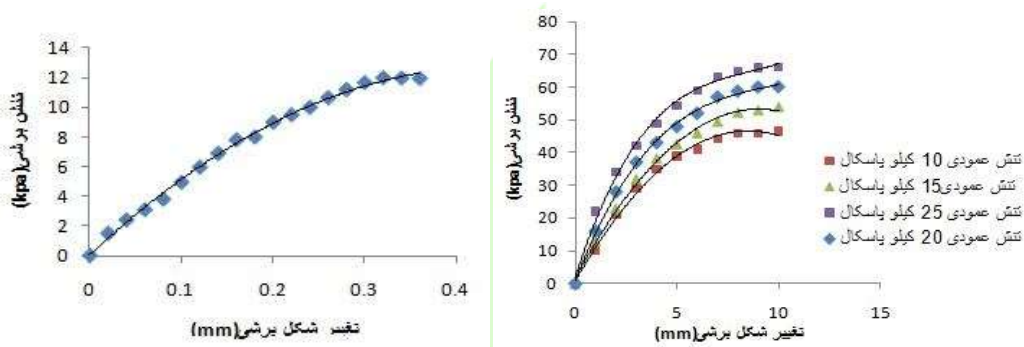 14
12
10
8
6
4
2
0
0 0.1 0.2 0.3 0.4
تنش برشی(kpa)
تغییر شکل برشی(mm)
80
70
60
50
40
30
20
10
0
0 5 10 15
تنش برشی(kpa)
تغییر شکل برشی(mm)
تنش عمودی 10 کیلو پاسکال
تنش عمودی15 کیلو پاسکال
تنش عمودی 25 کیلو پاسکال
تنش عمودی 20 کیلو پاسکال